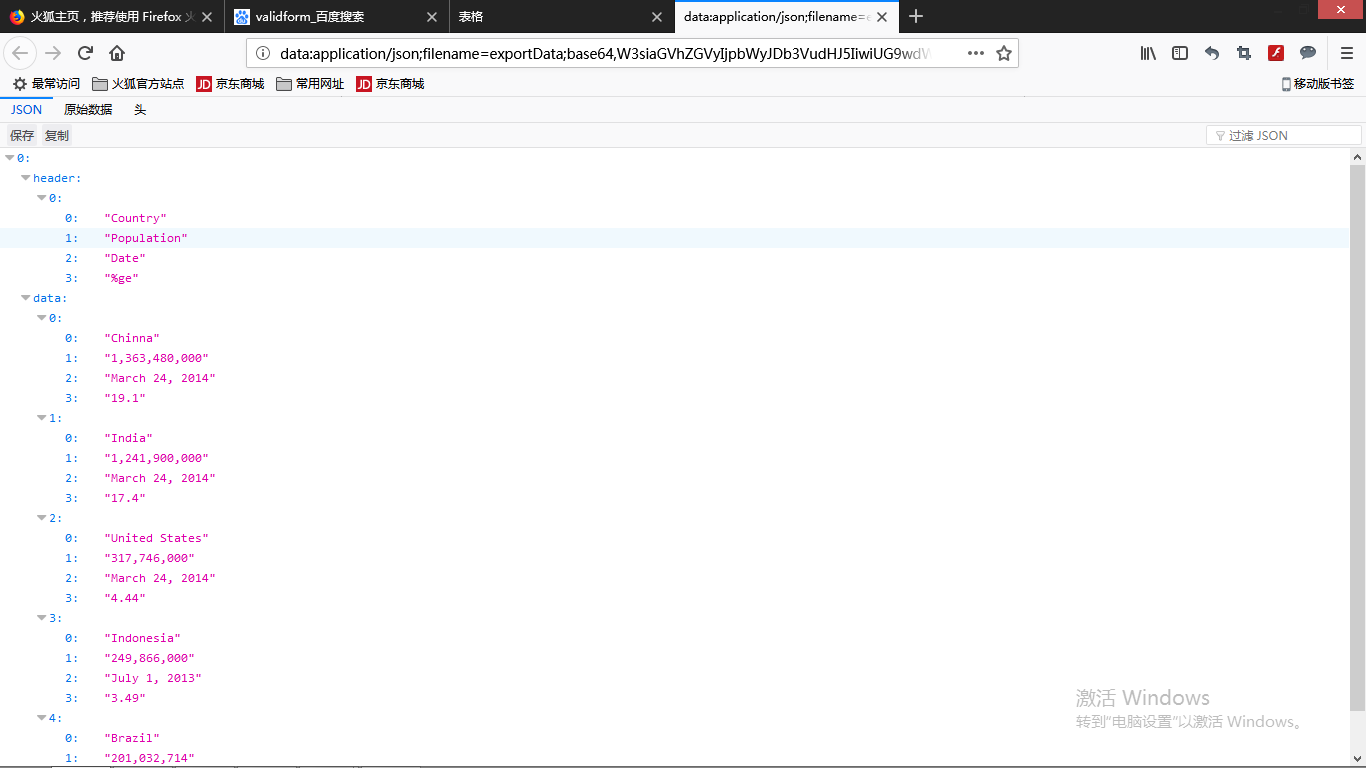 火狐主页，推荐使用 Firefox
validform_百度搜索
表格
data:application/json;filename=e
data:application/json;filename=exportData;base64,W3siaGVhZGVyIjpbWyJDb3VudHJ5IiwiUG9wdW
最常访问 火狐官方站点 JD 京东商城 常用网址 JD 京东商城 移动版书签
JSON 原始数据 头
保存 复制 过滤 JSON
0:
header:
0:
0: "Country"
1: "Population"
2: "Date"
3: "%ge"
data:
0:
0: "Chinna"
1: "1,363,480,000"
2: "March 24, 2014"
3: "19.1"
1:
0: "India"
1: "1,241,900,000"
2: "March 24, 2014"
3: "17.4"
2:
0: "United States"
1: "317,746,000"
2: "March 24, 2014"
3: "4.44"
3:
0: "Indonesia"
1: "249,866,000"
2: "July 1, 2013"
3: "3.49"
4:
0: "Brazil"
1: "201,032,714"
激活 Windows
转到"电脑设置"以激活 Windows。